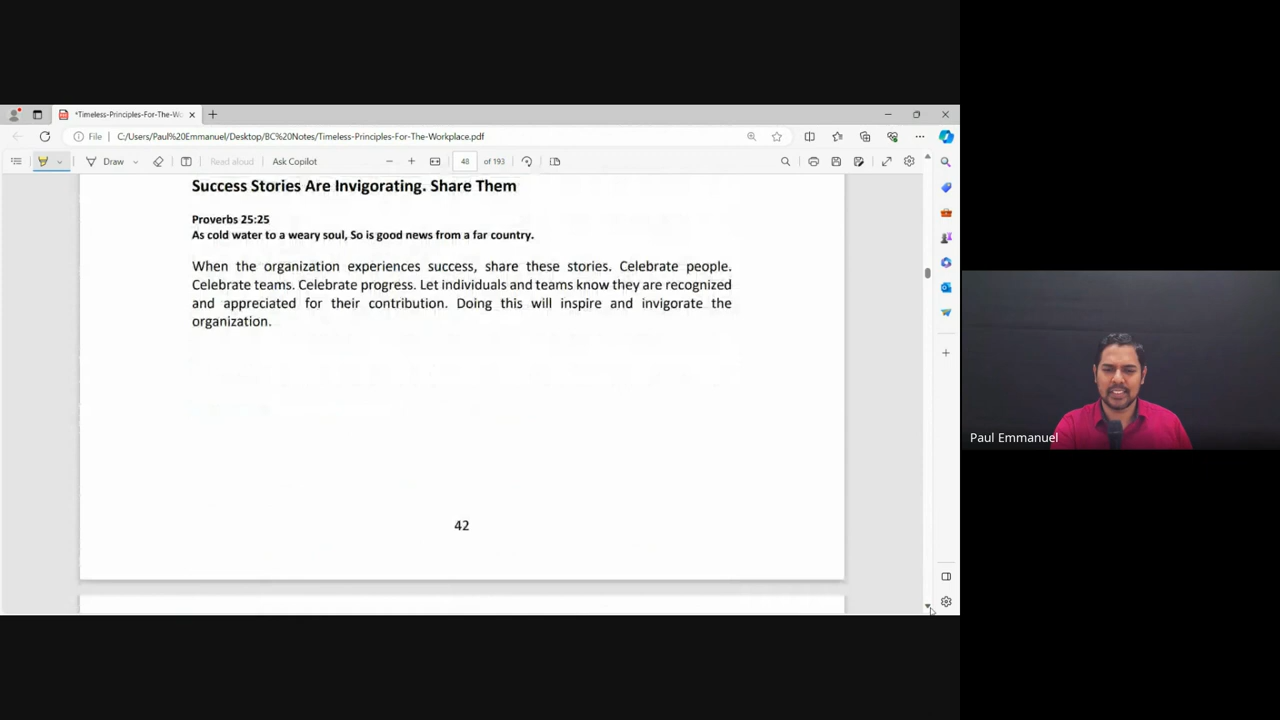 *Timeless-Principles-For-The-Wo
File
C:/Users/Paul%20Emmanuel/Desktop/BC%20Notes/Timeless-Principles-For-The-Workplace.pdf
Draw
Read aloud
Ask Copilot
48
of 193
Success Stories Are Invigorating. Share Them
Proverbs 25:25
As cold water to a weary soul, So is good news from a far country.
When the organization experiences success, share these stories. Celebrate people.
Celebrate teams. Celebrate progress. Let individuals and teams know they are recognized
and appreciated for their contribution. Doing this will inspire and invigorate the
organization.
42
Paul Emmanuel